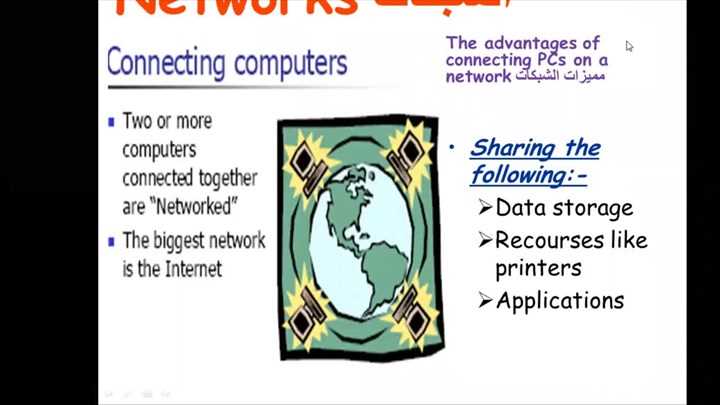 Networks الشبكات
Connecting computers
Two or more
computers
connected together
are "Networked"
The biggest network
is the Internet
The advantages of
connecting PCs on a
network مميزات الشبكات
Sharing the
following:-
Data storage
Recourses like
printers
Applications